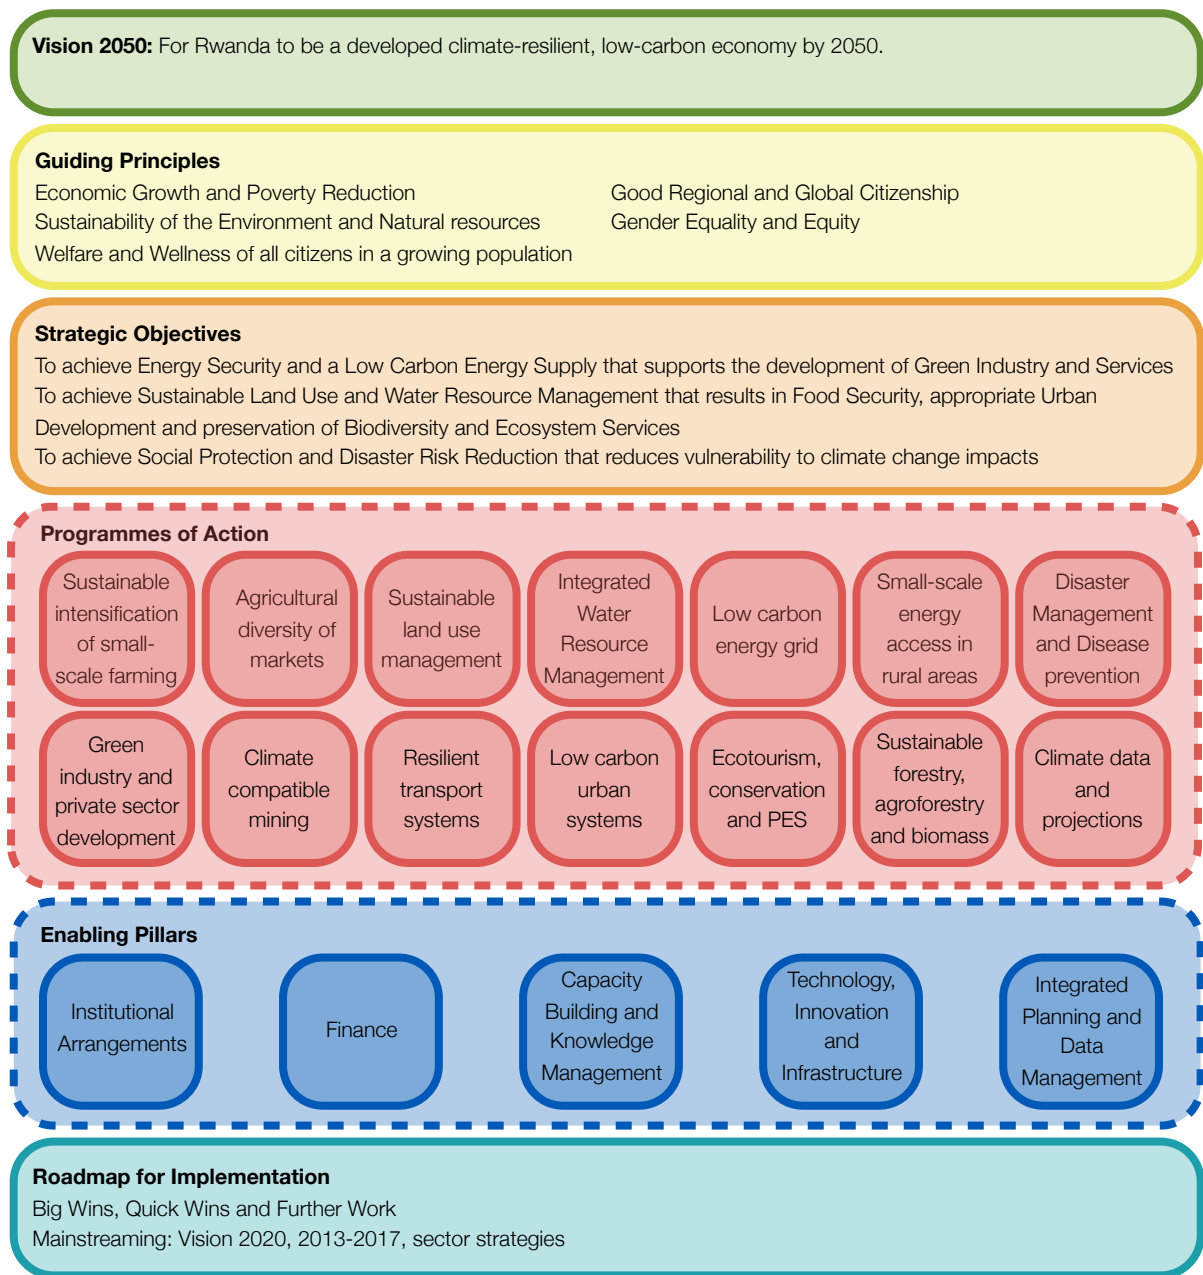 Vision 2050: For Rwanda to be a developed climate-resilient, low-carbon economy by 2050.
Guiding Principles
Economic Growth and Poverty Reduction
Sustainability of the Environment and Natural resources
Welfare and Wellness of all citizens in a growing population
Good Regional and Global Citizenship
Gender Equality and Equity
Strategic Objectives
To achieve Energy Security and a Low Carbon Energy Supply that supports the development of Green Industry and Services
To achieve Sustainable Land Use and Water Resource Management that results in Food Security, appropriate Urban
Development and preservation of Biodiversity and Ecosystem Services
To achieve Social Protection and Disaster Risk Reduction that reduces vulnerability to climate change impacts
Programmes of Action
Sustainable
intensification
of small-
scale farming
Agricultural
diversity of
markets
Sustainable
land use
management
Integrated
Water
Resource
Management
Low carbon
energy grid
Small-scale
energy
access in
rural areas
Disaster
Management
and Disease
prevention
Green
industry and
private sector
development
Climate
compatible
mining
Resilient
transport
systems
Low carbon
urban
systems
Ecotourism,
conservation
and PES
Sustainable
forestry,
agroforestry
and biomass
Climate data
and
projections
Enabling Pillars
Institutional
Arrangements
Finance
Capacity
Building and
Knowledge
Management
Technology,
Innovation
and
Infrastructure
Integrated
Planning and
Data
Management
Roadmap for Implementation
Big Wins, Quick Wins and Further Work
Mainstreaming: Vision 2020, 2013-2017, sector strategies